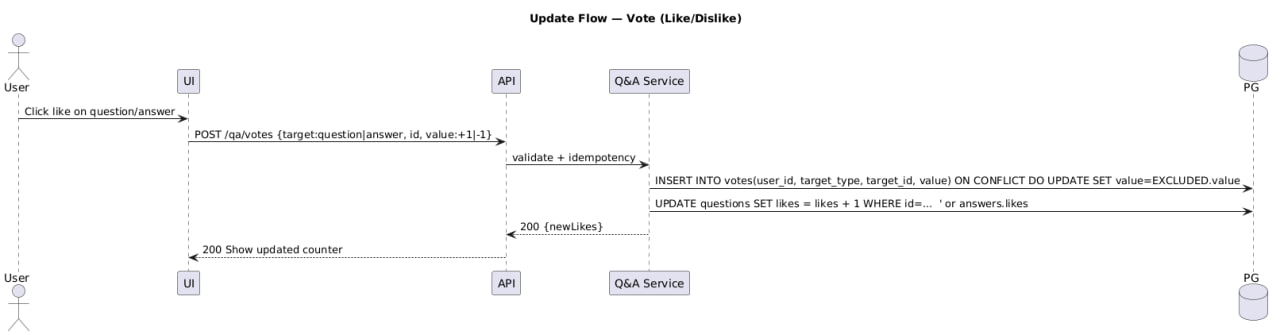 Update Flow — Vote (Like/Dislike)
User
UI
API
Q&A Service
PG
Click like on question/answer
POST /qa/votes {target:question|answer, id, value:+1|-1}
validate + idempotency
INSERT INTO votes(user_id, target_type, target_id, value) ON CONFLICT DO UPDATE SET value=EXCLUDED.value
UPDATE questions SET likes = likes + 1 WHERE id=... ' or answers.likes
200 {newLikes}
200 Show updated counter
User
UI
API
Q&A Service
PG